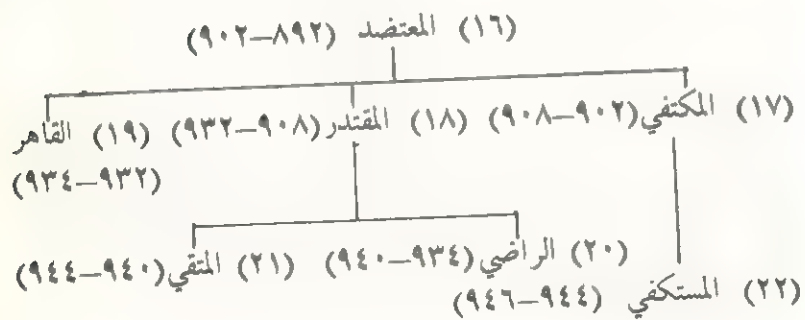 (١٦) المعتضد (٨٩٢–٩٠٢)
(١٧) المكتفي (٩٠٢–٩٠٨) (١٨) المقتدر (٩٠٨–٩٣٢) (١٩) القاهر
(٩٣٢–٩٣٤)
(٢٠) الراضي (٩٣٤–٩٤٠) (٢١) المتقي (٩٤٠–٩٤٤)
(٢٢) المستكفي (٩٤٤–٩٤٦)